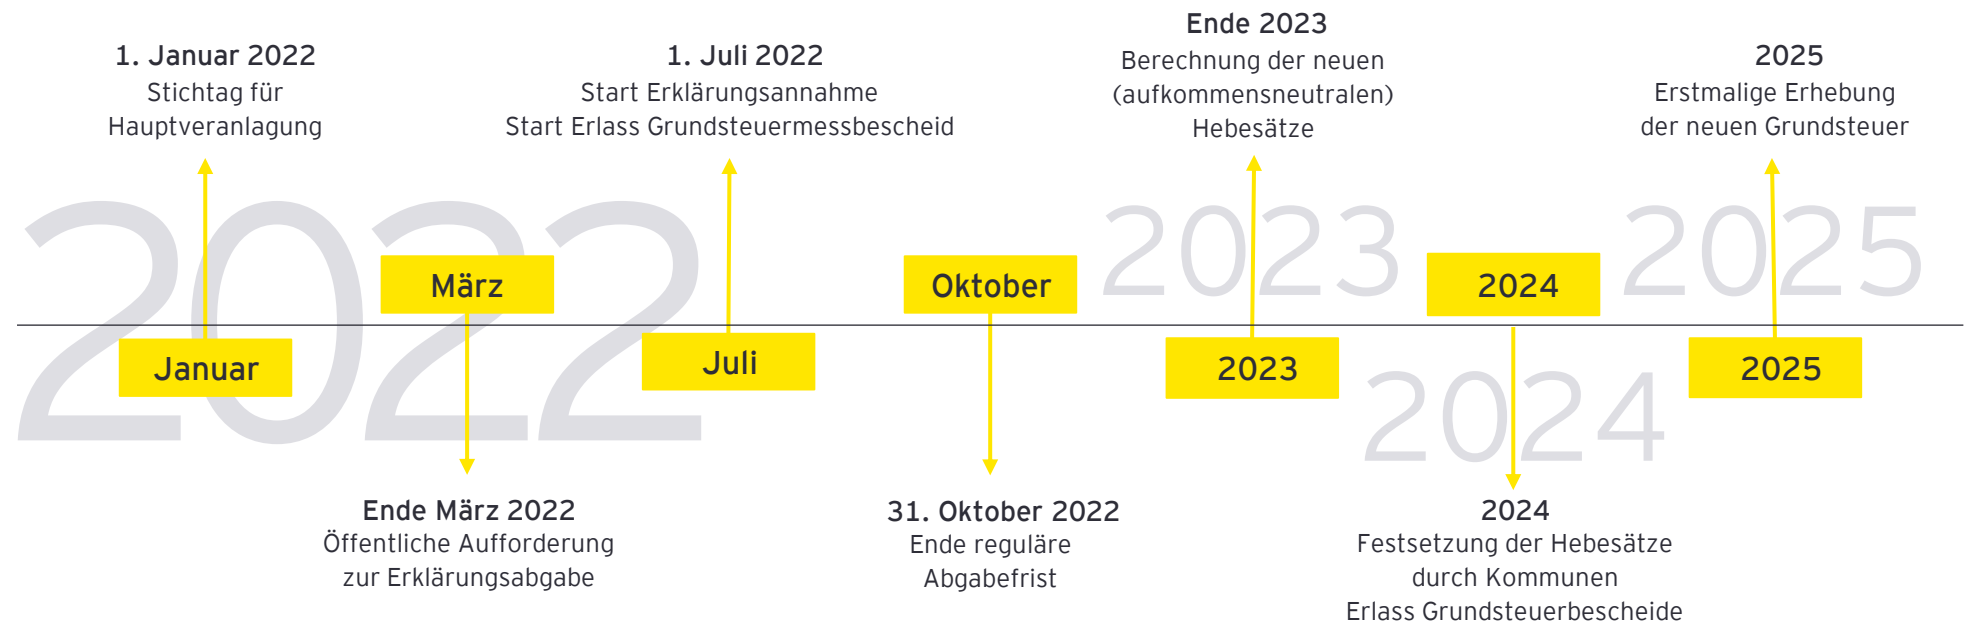 1. Januar 2022
Stichtag für
Hauptveranlagung
1. Juli 2022
Start Erklärungsannahme
Start Erlass Grundsteuermessbescheid
Ende 2023
Berechnung der neuen
(aufkommensneutralen)
Hebesätze
2025
Erstmalige Erhebung
der neuen Grundsteuer
2022
2023
2025
März
Oktober
2024
Januar
Juli
2023
2025
2024
Ende März 2022
Öffentliche Aufforderung
zur Erklärungsabgabe
31. Oktober 2022
Ende reguläre
Abgabefrist
2024
Festsetzung der Hebesätze
durch Kommunen
Erlass Grundsteuerbescheide